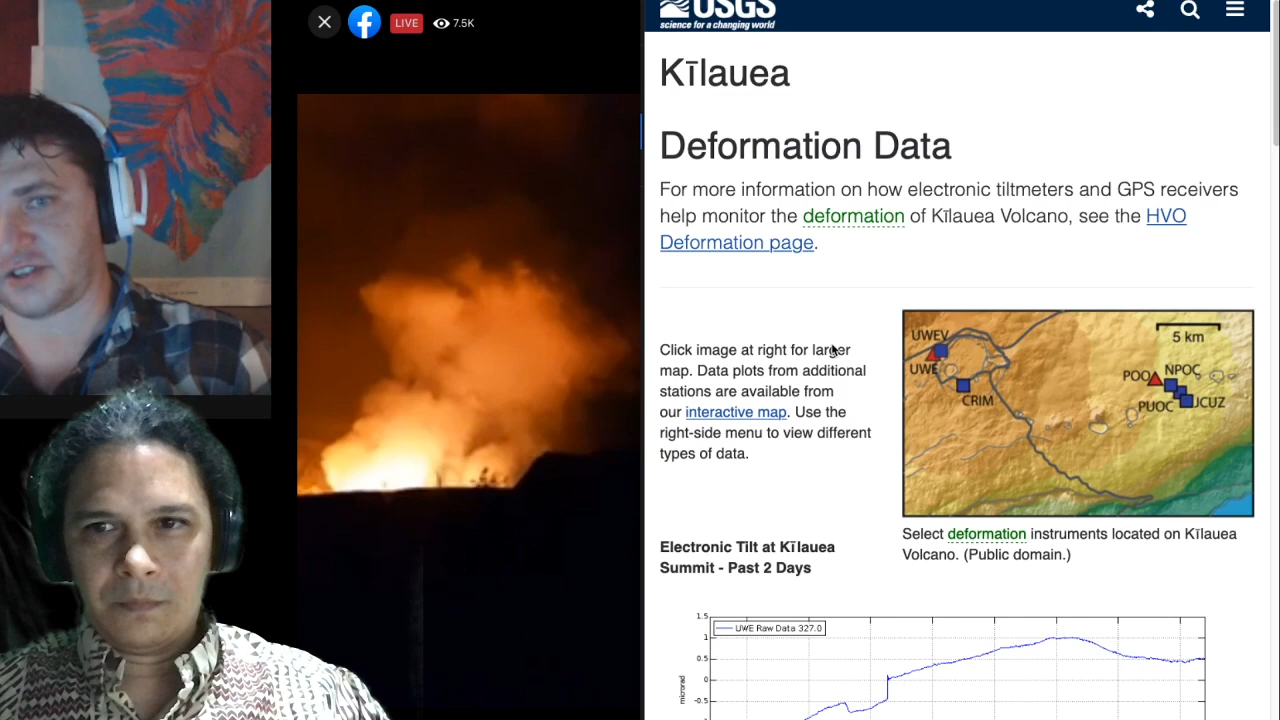 LIVE 7.5K
USGS
science for a changing world
Kīlauea
Deformation Data
For more information on how electronic tiltmeters and GPS receivers
help monitor the deformation of Kīlauea Volcano, see the HVO
Deformation page.
Click image at right for larger
map. Data plots from additional
stations are available from
our interactive map. Use the
right-side menu to view different
types of data.
UWEV
UWE
CRIM
5 km
POO NPOC
PUOC JCUZ
Select deformation instruments located on Kīlauea
Volcano. (Public domain.)
Electronic Tilt at Kīlauea
Summit - Past 2 Days
UWE Raw Data 327.0
1.5
1
0.5
0
-0.5
microrad